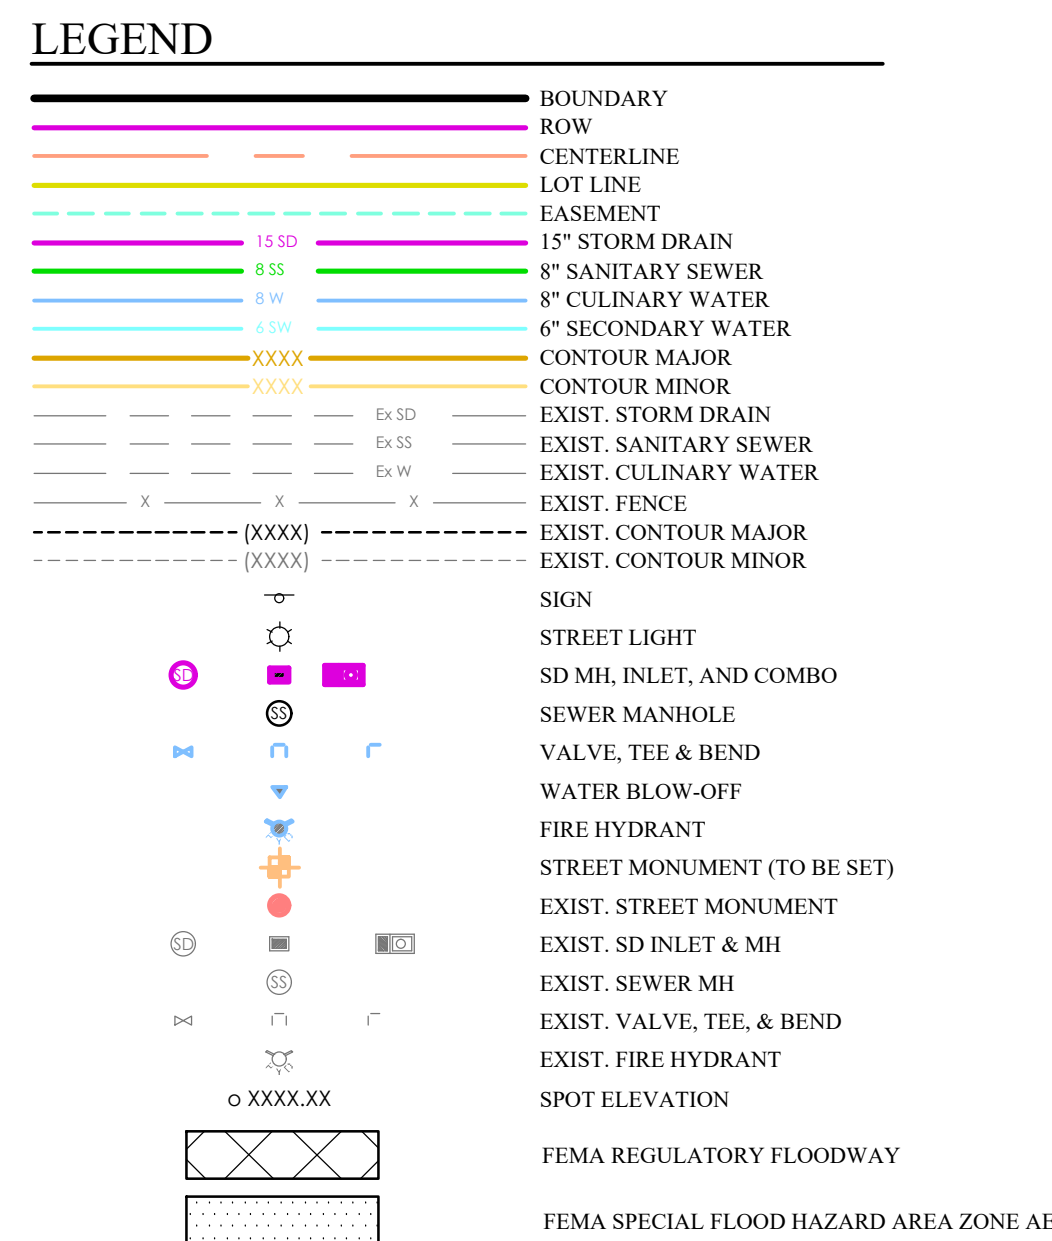 LEGEND
BOUNDARY
ROW
CENTERLINE
LOT LINE
EASEMENT
15 SD 15" STORM DRAIN
8 SS 8" SANITARY SEWER
8 W 8" CULINARY WATER
6 SW 6" SECONDARY WATER
XXXX CONTOUR MAJOR
XXXX CONTOUR MINOR
Ex SD EXIST. STORM DRAIN
Ex SS EXIST. SANITARY SEWER
Ex W EXIST. CULINARY WATER
X X X EXIST. FENCE
(XXXX) EXIST. CONTOUR MAJOR
(XXXX) EXIST. CONTOUR MINOR
SIGN
STREET LIGHT
SD SD MH, INLET, AND COMBO
SS SEWER MANHOLE
VALVE, TEE & BEND
WATER BLOW-OFF
FIRE HYDRANT
STREET MONUMENT (TO BE SET)
EXIST. STREET MONUMENT
SD EXIST. SD INLET & MH
SS EXIST. SEWER MH
EXIST. VALVE, TEE, & BEND
EXIST. FIRE HYDRANT
XXXX.XX SPOT ELEVATION
FEMA REGULATORY FLOODWAY
FEMA SPECIAL FLOOD HAZARD AREA ZONE AE